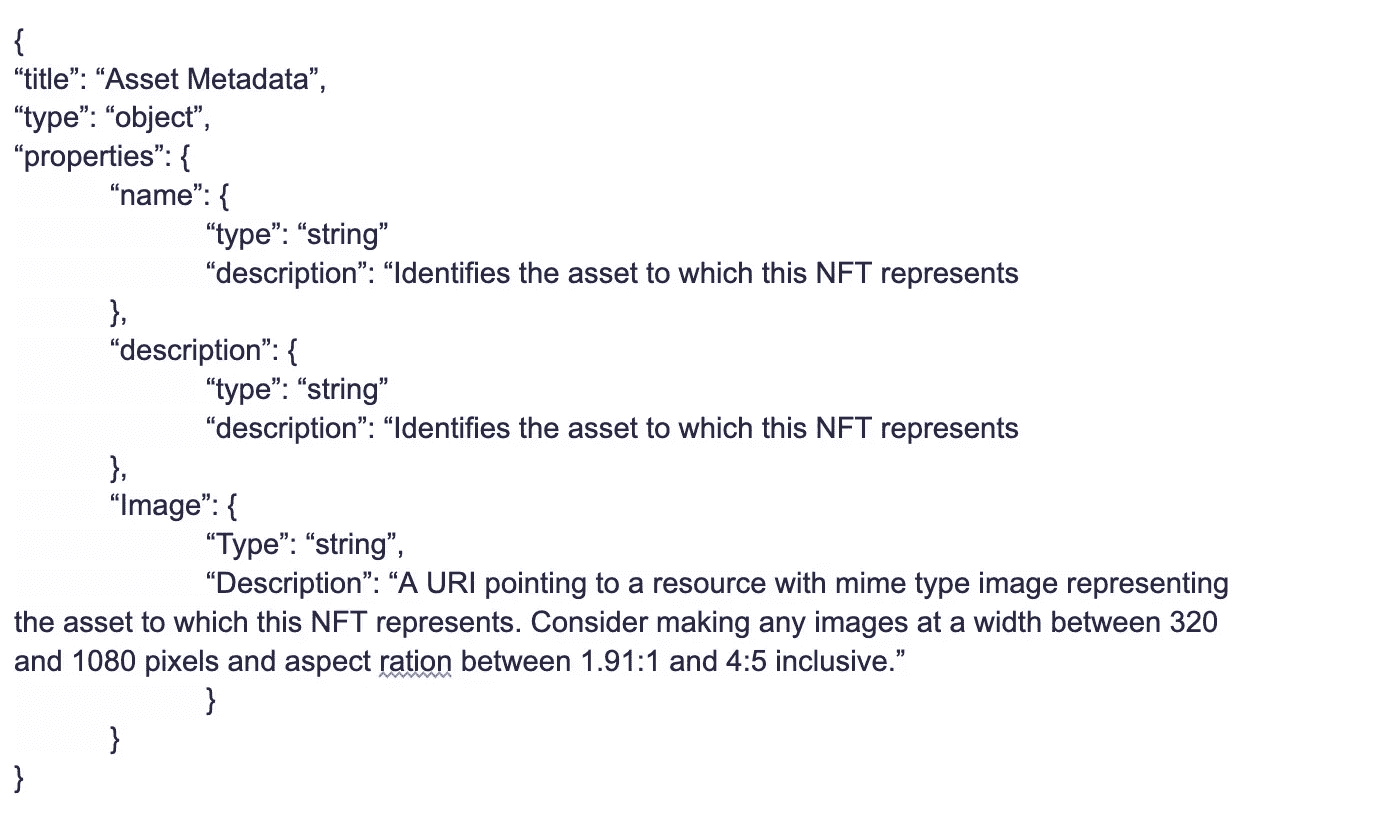 {
“title”: “Asset Metadata”,
“type”: “object”,
“properties”: {
“name”: {
“type”: “string”
“description”: “Identifies the asset to which this NFT represents
},
“description”: {
“type”: “string”
“description”: “Identifies the asset to which this NFT represents
},
“Image”: {
“Type”: “string”,
“Description”: “A URI pointing to a resource with mime type image representing
the asset to which this NFT represents. Consider making any images at a width between 320
and 1080 pixels and aspect ration between 1.91:1 and 4:5 inclusive.”
}
}
}